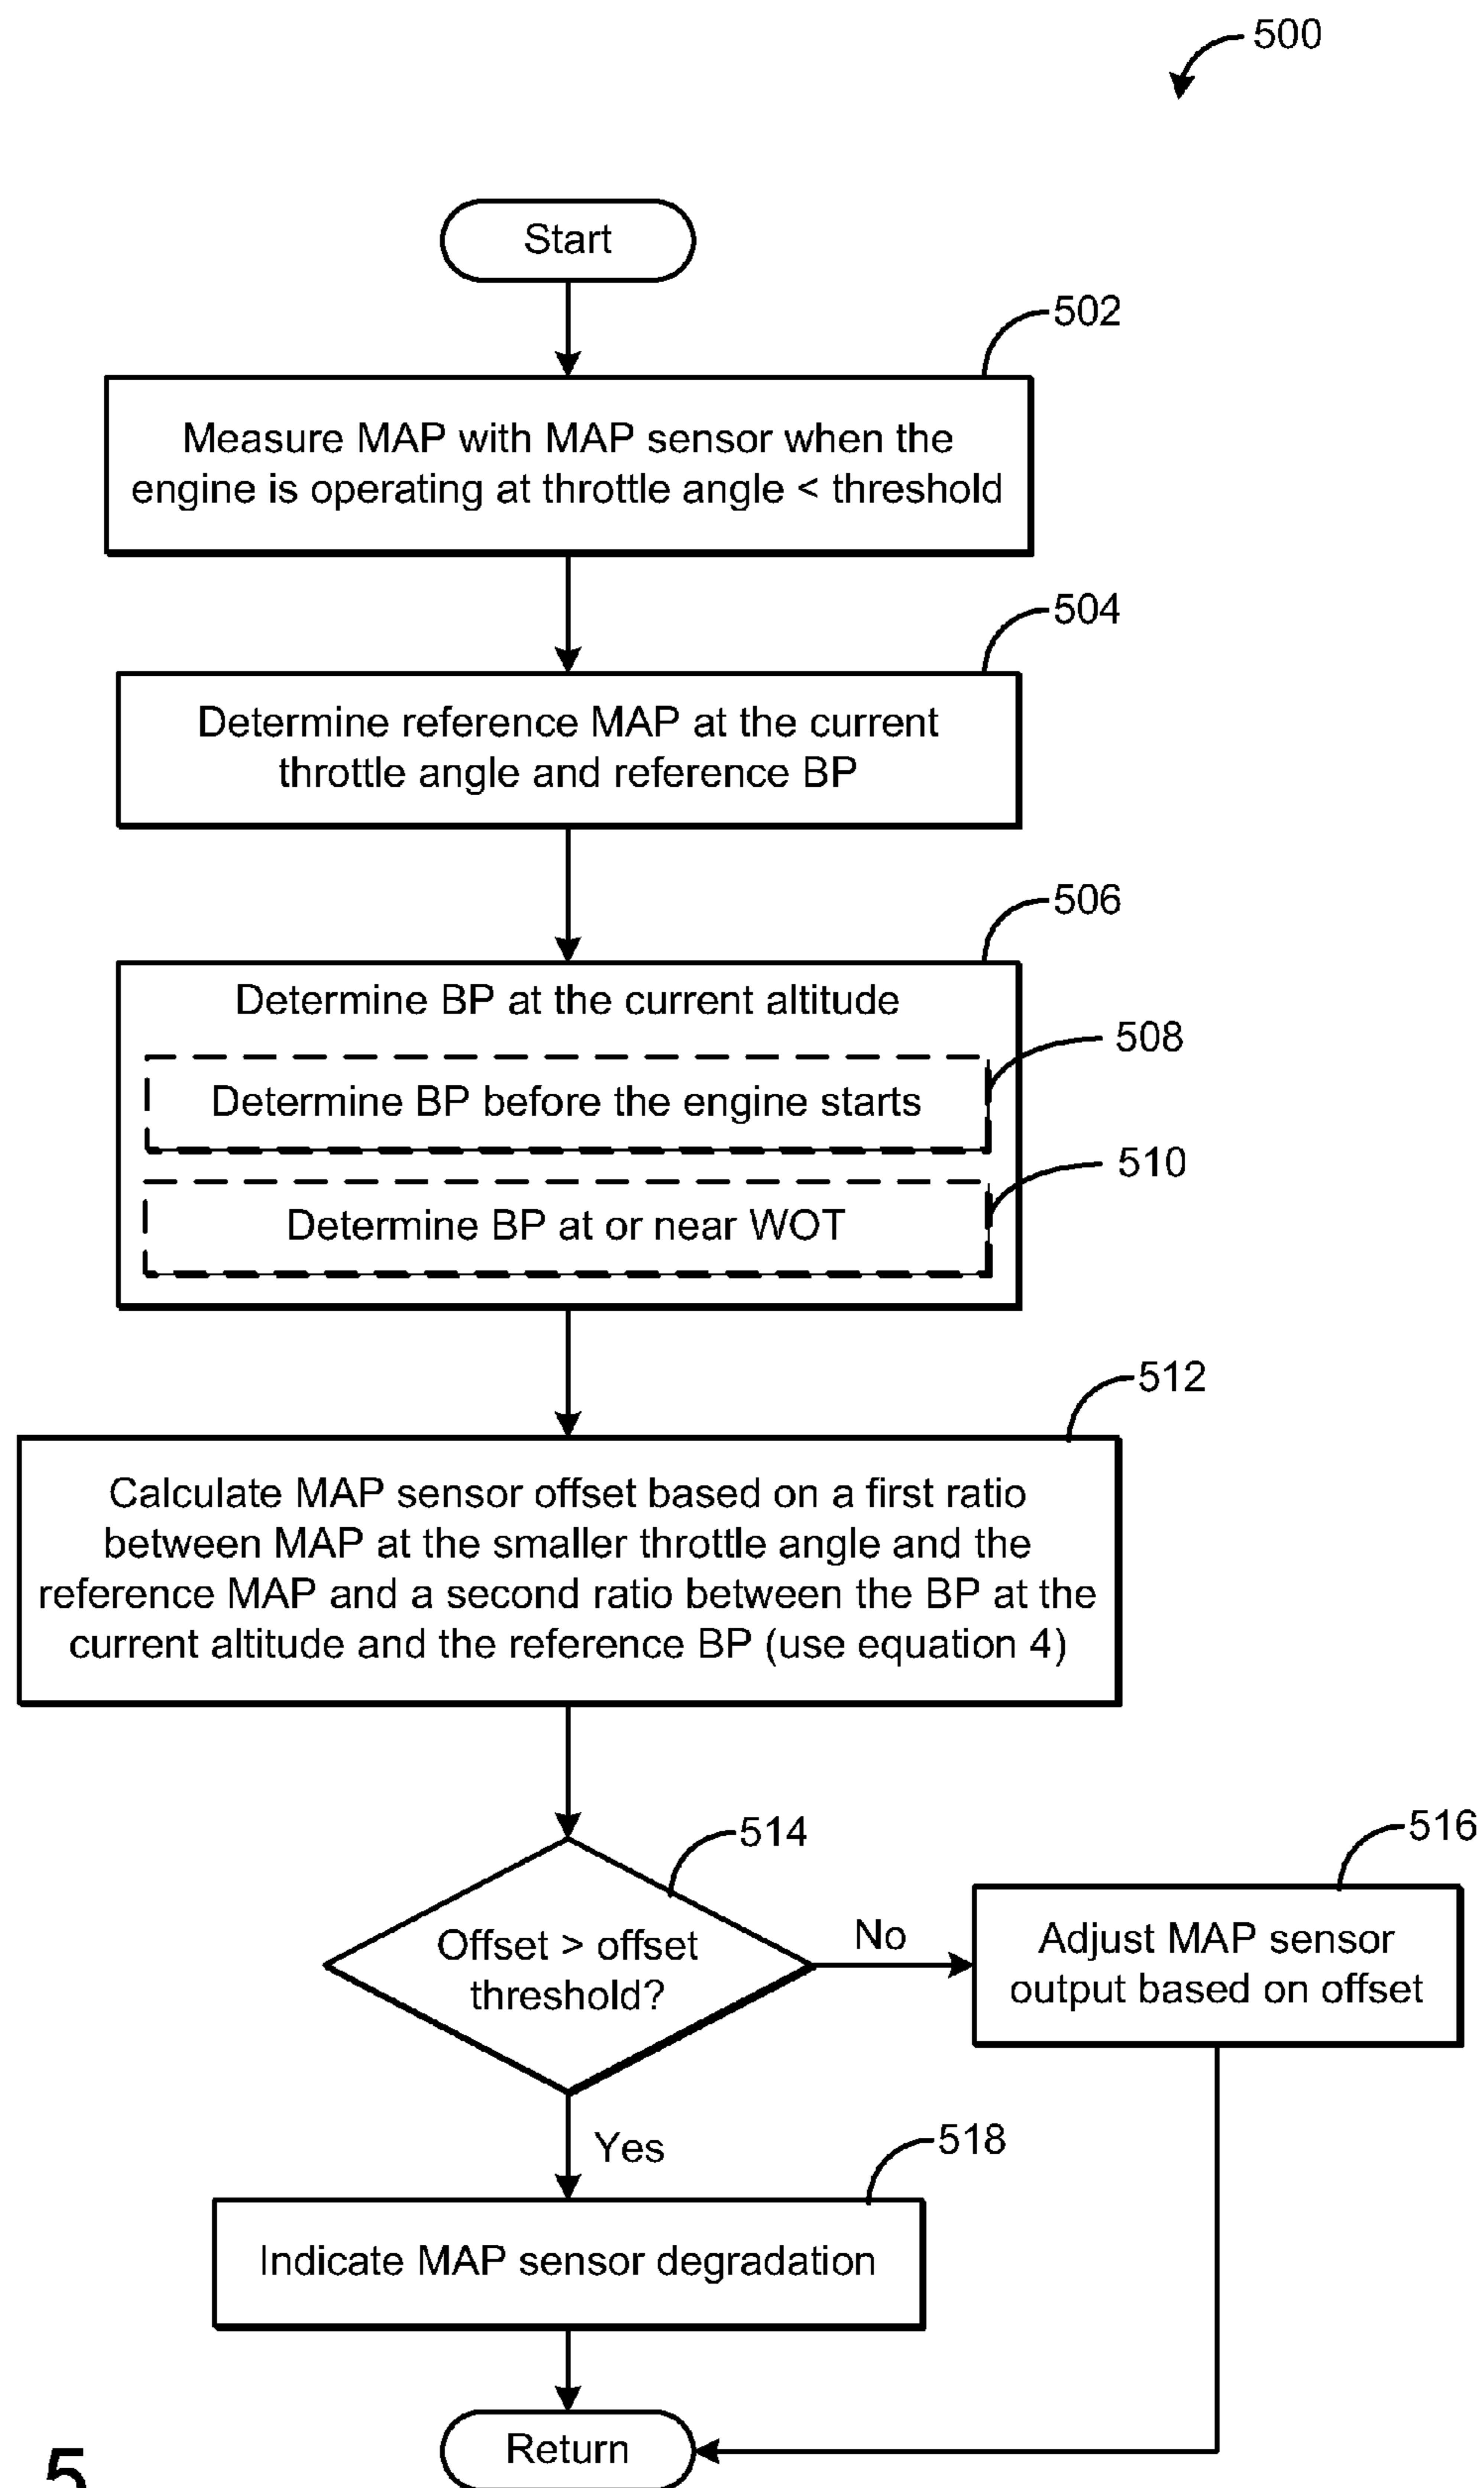 500
Start
502
Measure MAP with MAP sensor when the
engine is operating at throttle angle < threshold
504
Determine reference MAP at the current
throttle angle and reference BP
506
Determine BP at the current altitude
508
Determine BP before the engine starts
510
Determine BP at or near WOT
512
Calculate MAP sensor offset based on a first ratio
between MAP at the smaller throttle angle and the
reference MAP and a second ratio between the BP at the
current altitude and the reference BP (use equation 4)
514
516
Offset > offset
threshold?
No
Adjust MAP sensor
output based on offset
Yes
518
Indicate MAP sensor degradation
Return
5